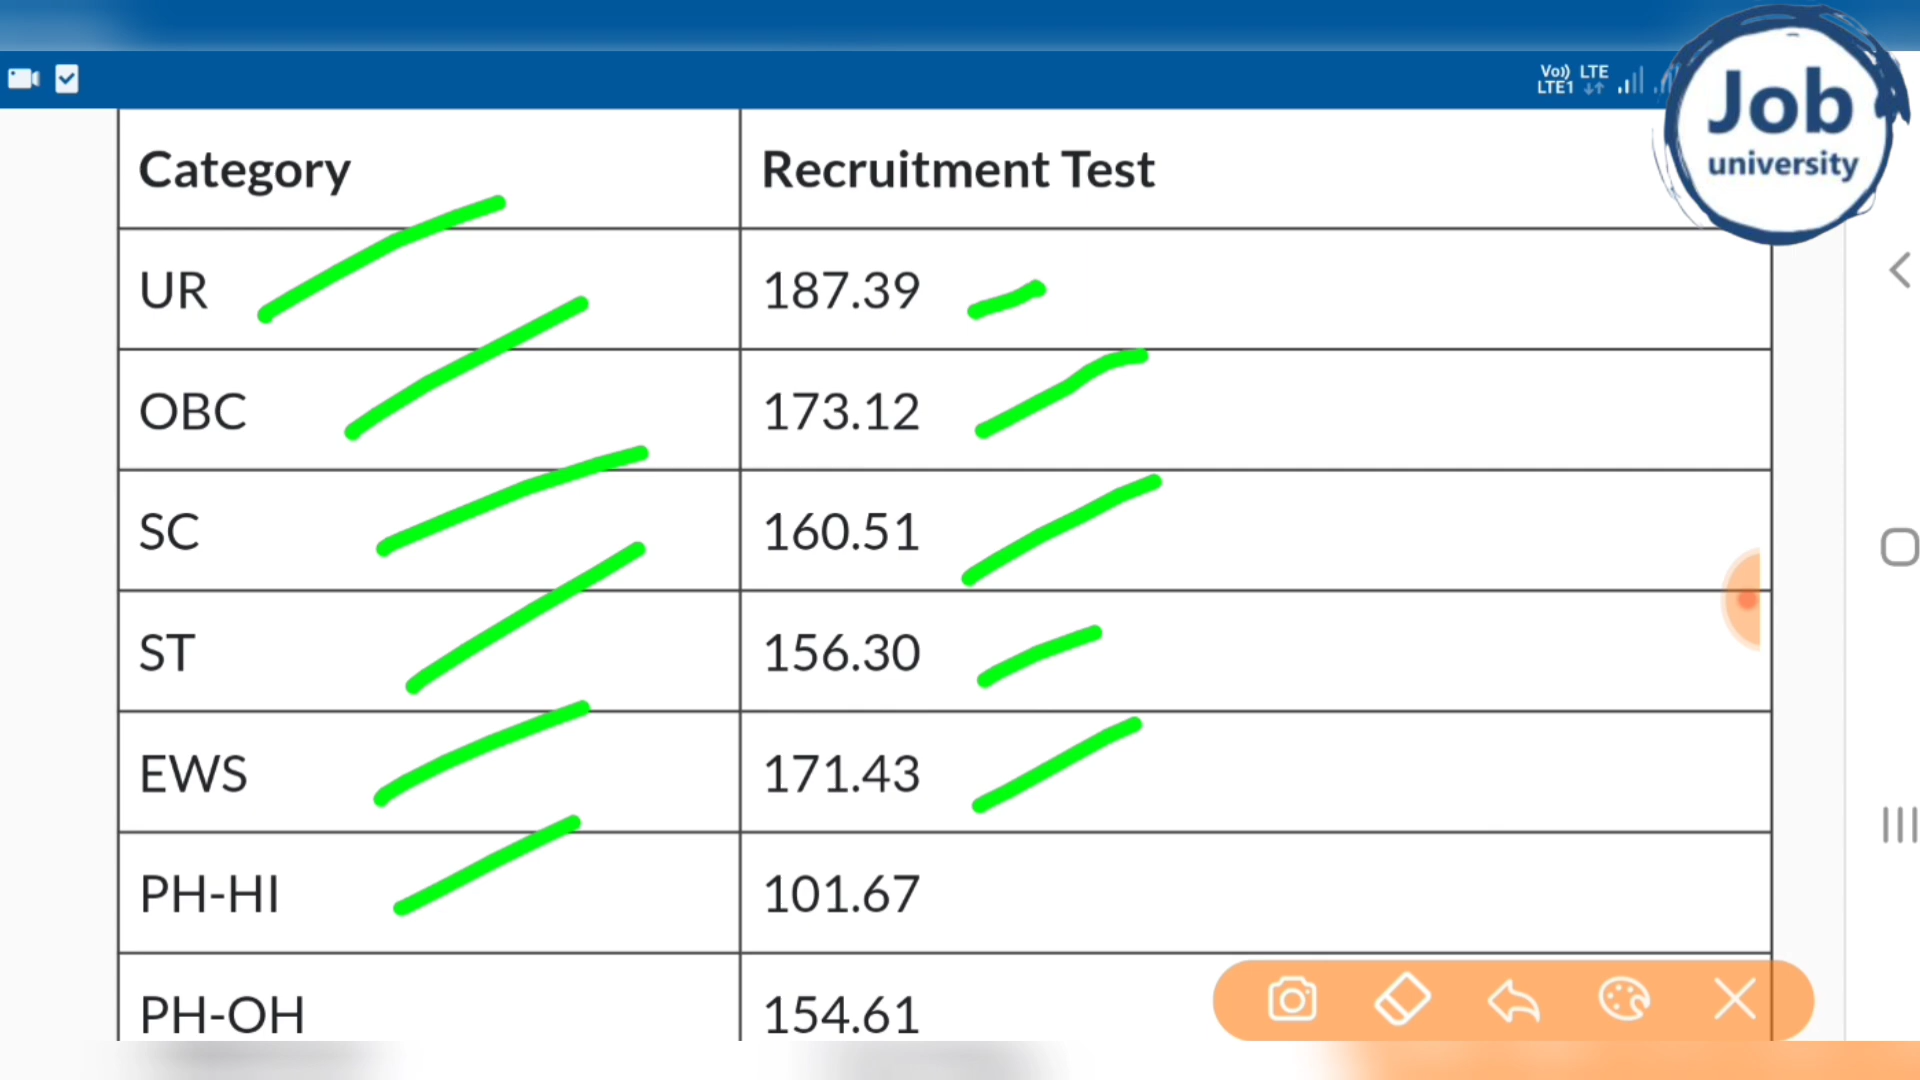 Vo)) LTE
LTE1
Job
university
Category Recruitment Test
UR 187.39
OBC 173.12
SC 160.51
ST 156.30
EWS 171.43
PH-HI 101.67
PH-OH 154.61